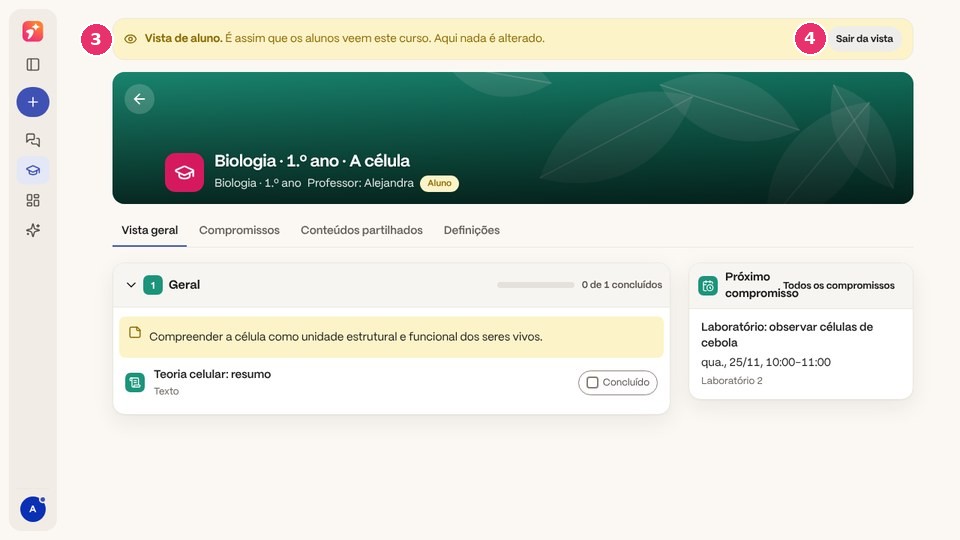 3
Vista de aluno. É assim que os alunos veem este curso. Aqui nada é alterado.
4
Sair da vista
Biologia · 1.º ano · A célula
Biologia · 1.º ano Professor: Alejandra Aluno
Vista geral Compromissos Conteúdos partilhados Definições
1 Geral 0 de 1 concluídos
Compreender a célula como unidade estrutural e funcional dos seres vivos.
Teoria celular: resumo
Texto
Concluído
Próximo
compromisso
Todos os compromissos
Laboratório: observar células de
cebola
qua., 25/11, 10:00–11:00
Laboratório 2
A